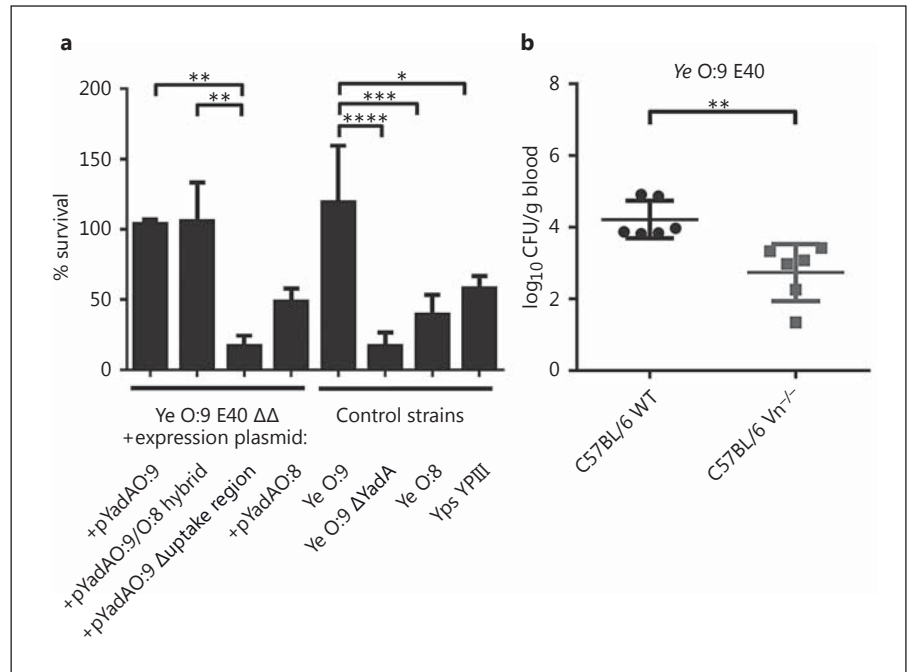 a
% survival
200
150
100
50
0
**
**
*
***
****
Ye O:9 E40 ΔΔ
+expression plasmid:
Control strains
+pYadAO:9
+pYadAO:9/O:8 hybrid
+pYadAO:9 Δuptake region
+pYadAO:8
Ye O:9
Ye O:9 ΔYadA
Ye O:8
Yps YPIII
b
Ye O:9 E40
log10 CFU/g blood
8
6
4
2
0
**
C57BL/6 WT
C57BL/6 Vn−/−